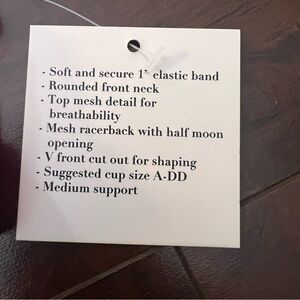 - Soft and secure 1" elastic band
- Rounded front neck
- Top mesh detail for
breathability
- Mesh racerback with half moon
opening
- V front cut out for shaping
- Suggested cup size A-DD
- Medium support